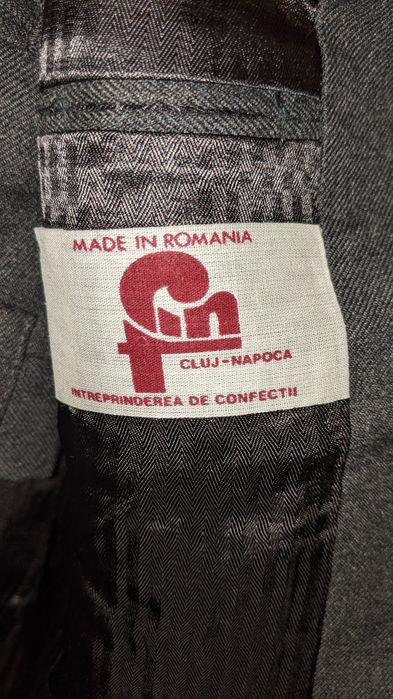 MADE IN ROMANIA
CLUJ-NAPOCA
INTREPRINDEREA DE CONFECTII